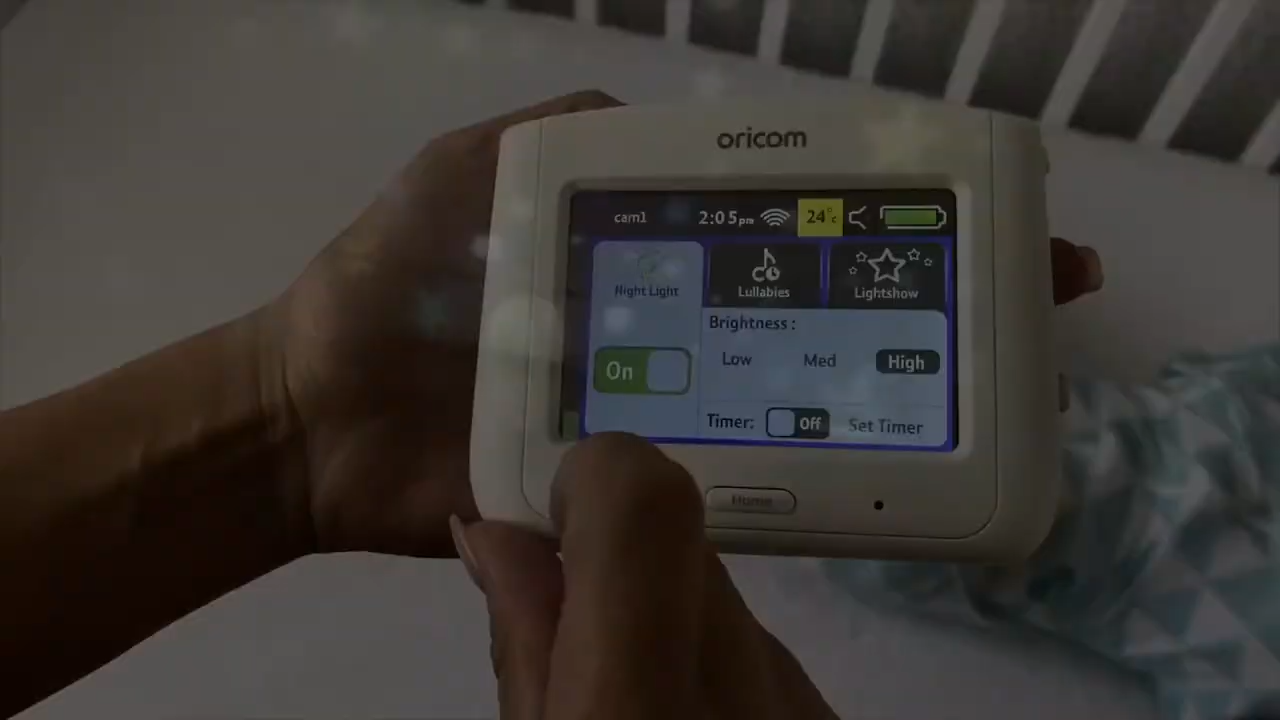 oricom
cam1 2:05pm 24°c
Night Light Lullabies Lightshow
Brightness :
On Low Med High
Timer: Off Set Timer
Home